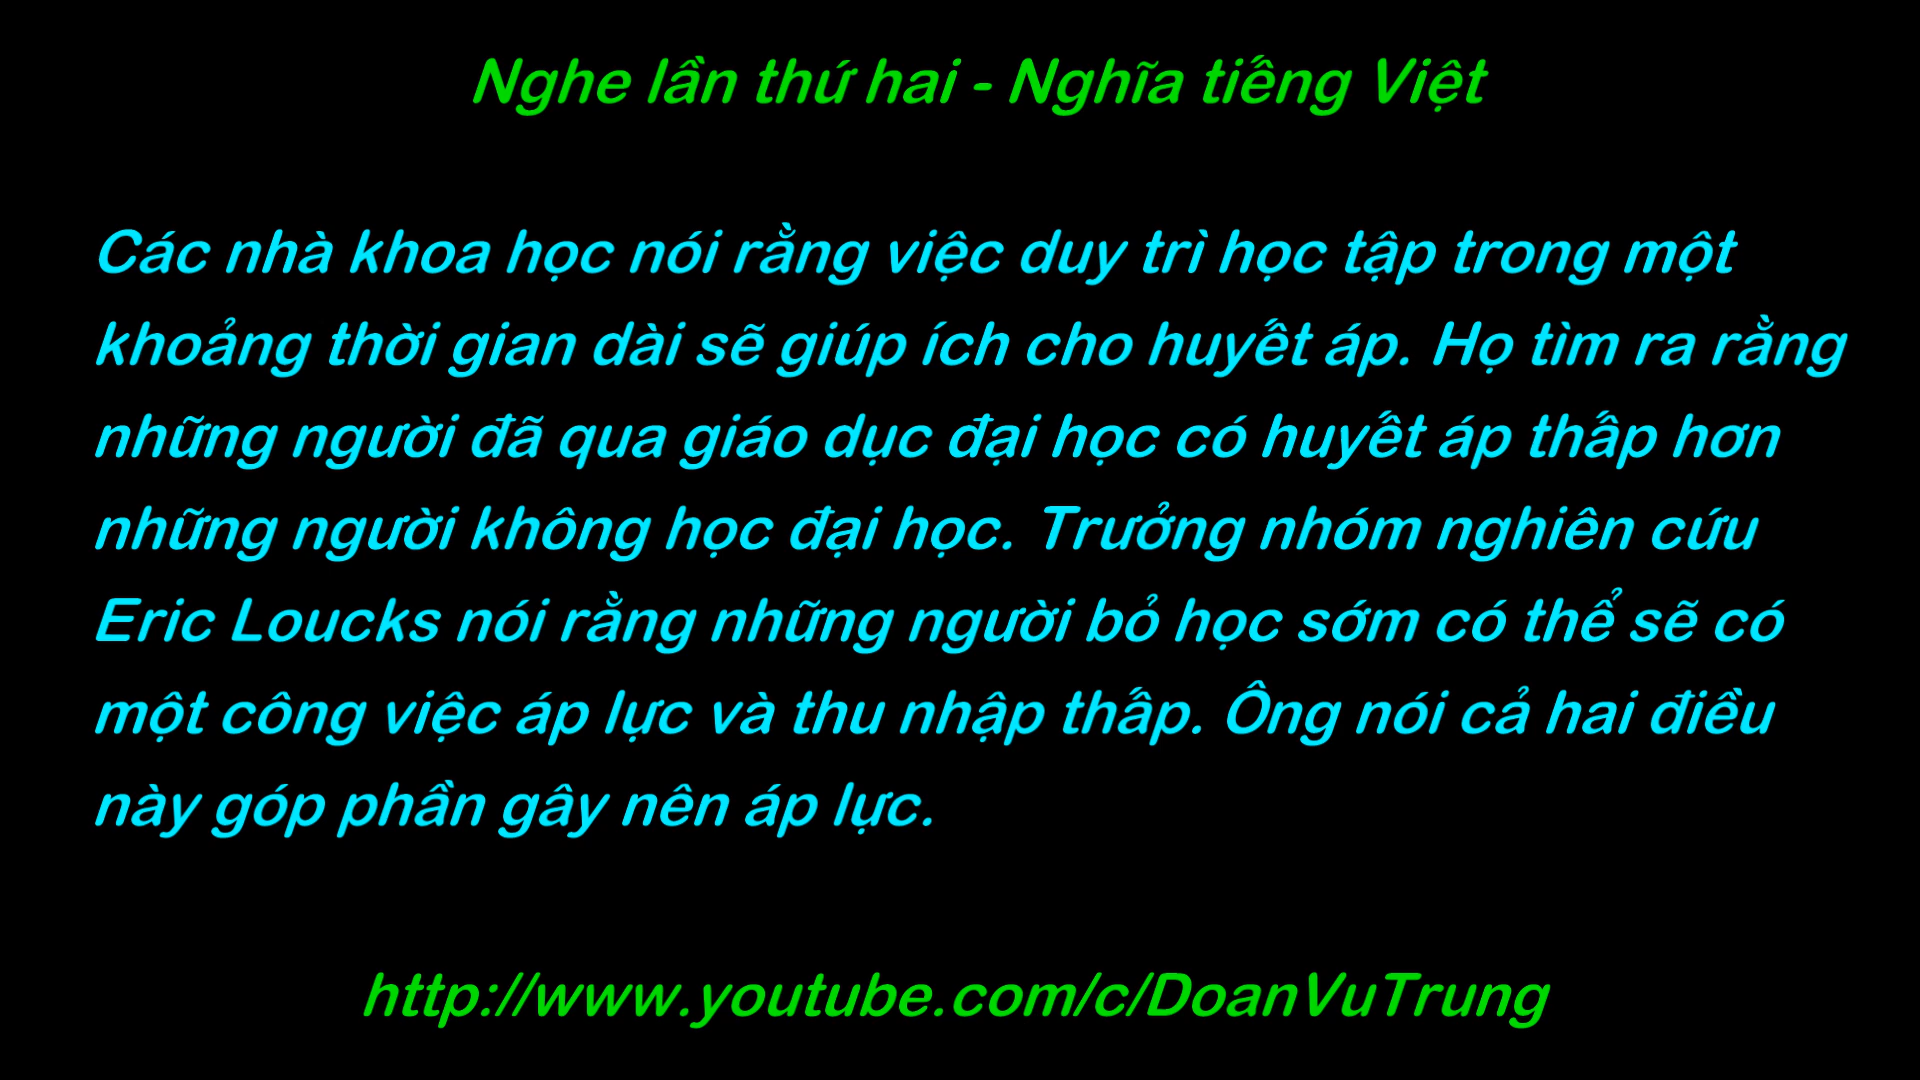 Nghe lần thứ hai - Nghĩa tiếng Việt
Các nhà khoa học nói rằng việc duy trì học tập trong một
khoảng thời gian dài sẽ giúp ích cho huyết áp. Họ tìm ra rằng
những người đã qua giáo dục đại học có huyết áp thấp hơn
những người không học đại học. Trưởng nhóm nghiên cứu
Eric Loucks nói rằng những người bỏ học sớm có thể sẽ có
một công việc áp lực và thu nhập thấp. Ông nói cả hai điều
này góp phần gây nên áp lực.
http://www.youtube.com/c/DoanVuTrung